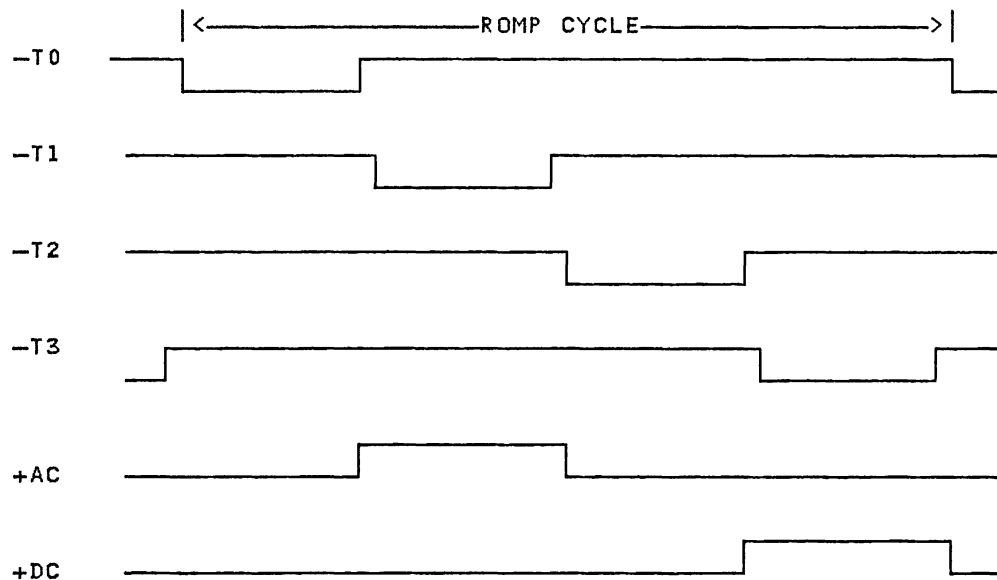 ROMP CYCLE
-T0
-T1
-T2
-T3
+AC
+DC